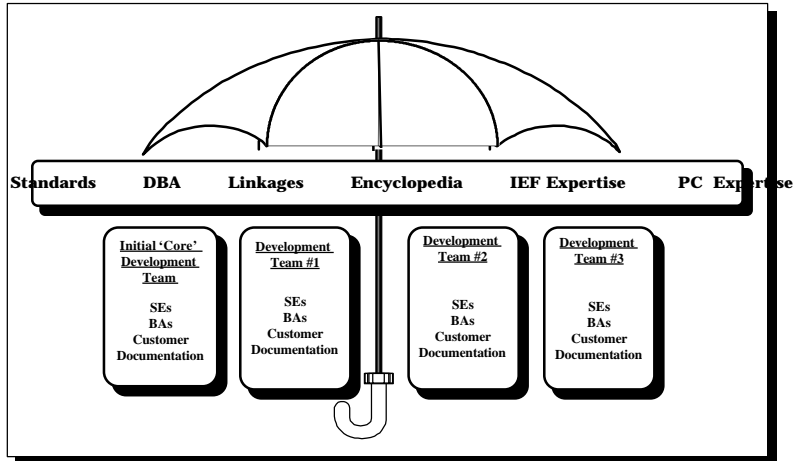 Standards DBA Linkages Encyclopedia IEF Expertise PC Expertise
Initial ‘Core’
Development
Team
SEs
BAs
Customer
Documentation
Development
Team #1
SEs
BAs
Customer
Documentation
Development
Team #2
SEs
BAs
Customer
Documentation
Development
Team #3
SEs
BAs
Customer
Documentation